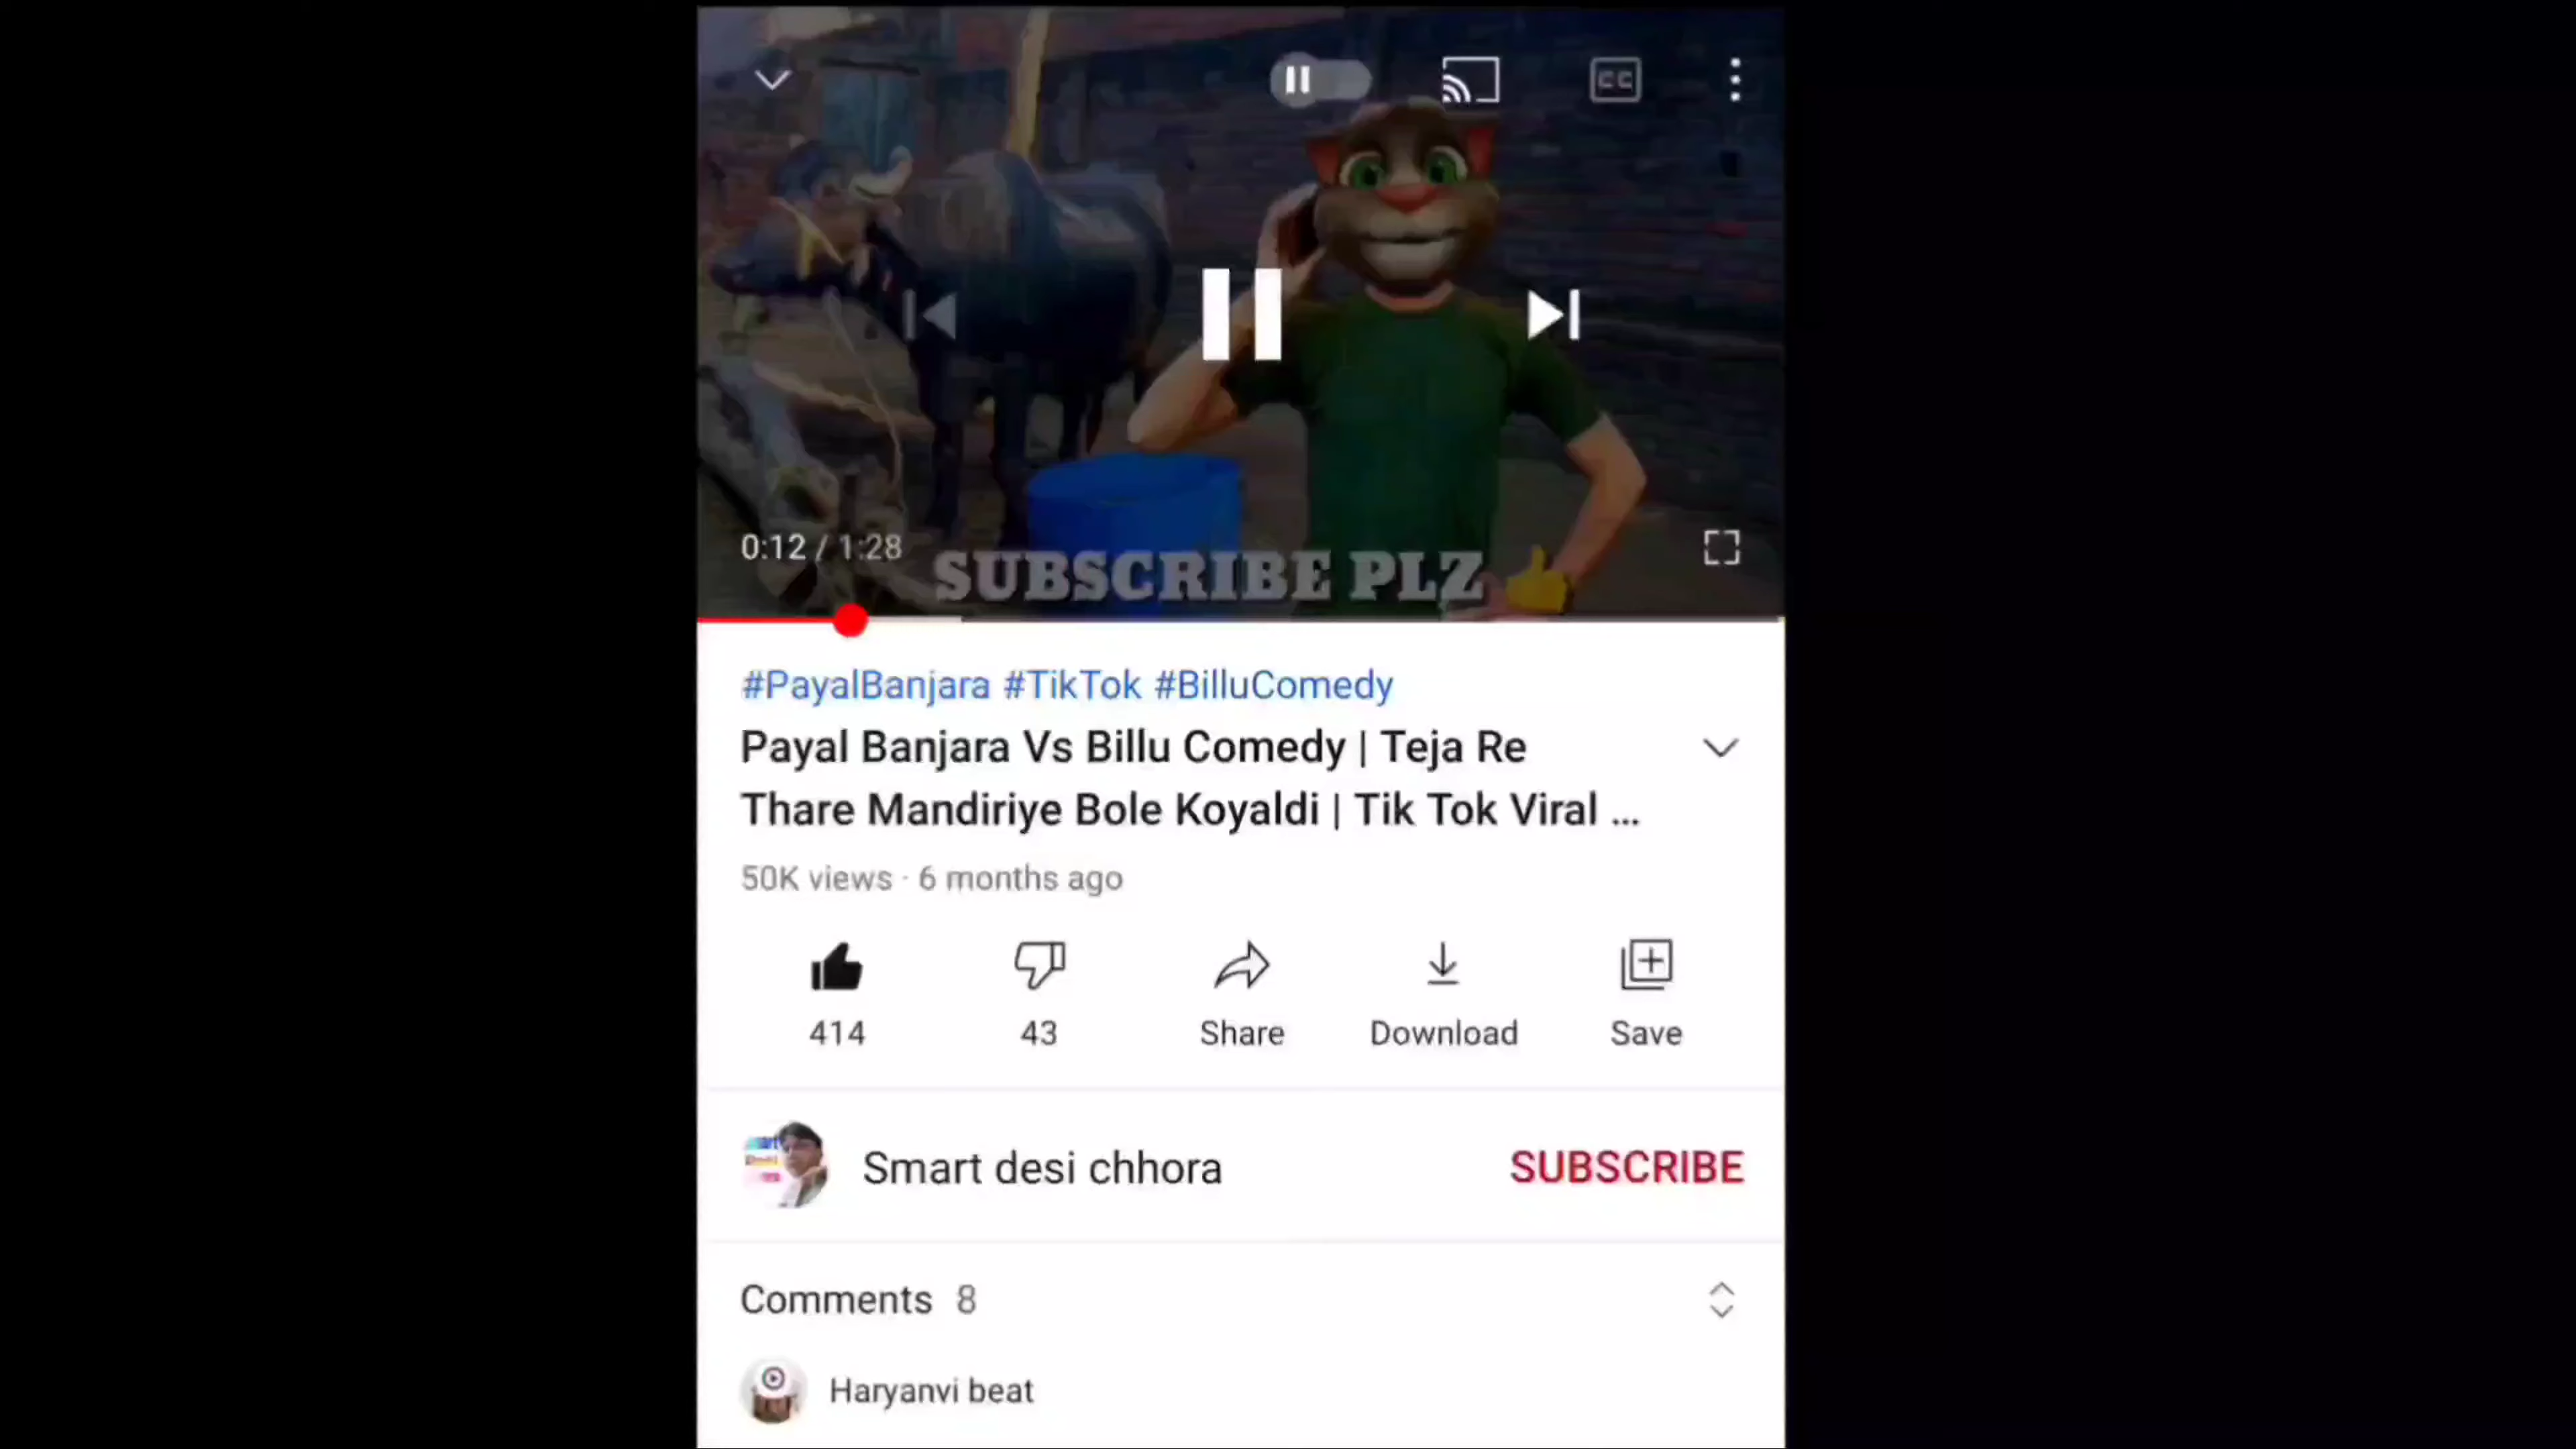 CC
0:12 / 1:28
SUBSCRIBE PLZ
#PayalBanjara #TikTok #BilluComedy
Payal Banjara Vs Billu Comedy | Teja Re
Thare Mandiriye Bole Koyaldi | Tik Tok Viral ...
50K views · 6 months ago
414
43
Share
Download
Save
Smart desi chhora
SUBSCRIBE
Comments 8
Haryanvi beat